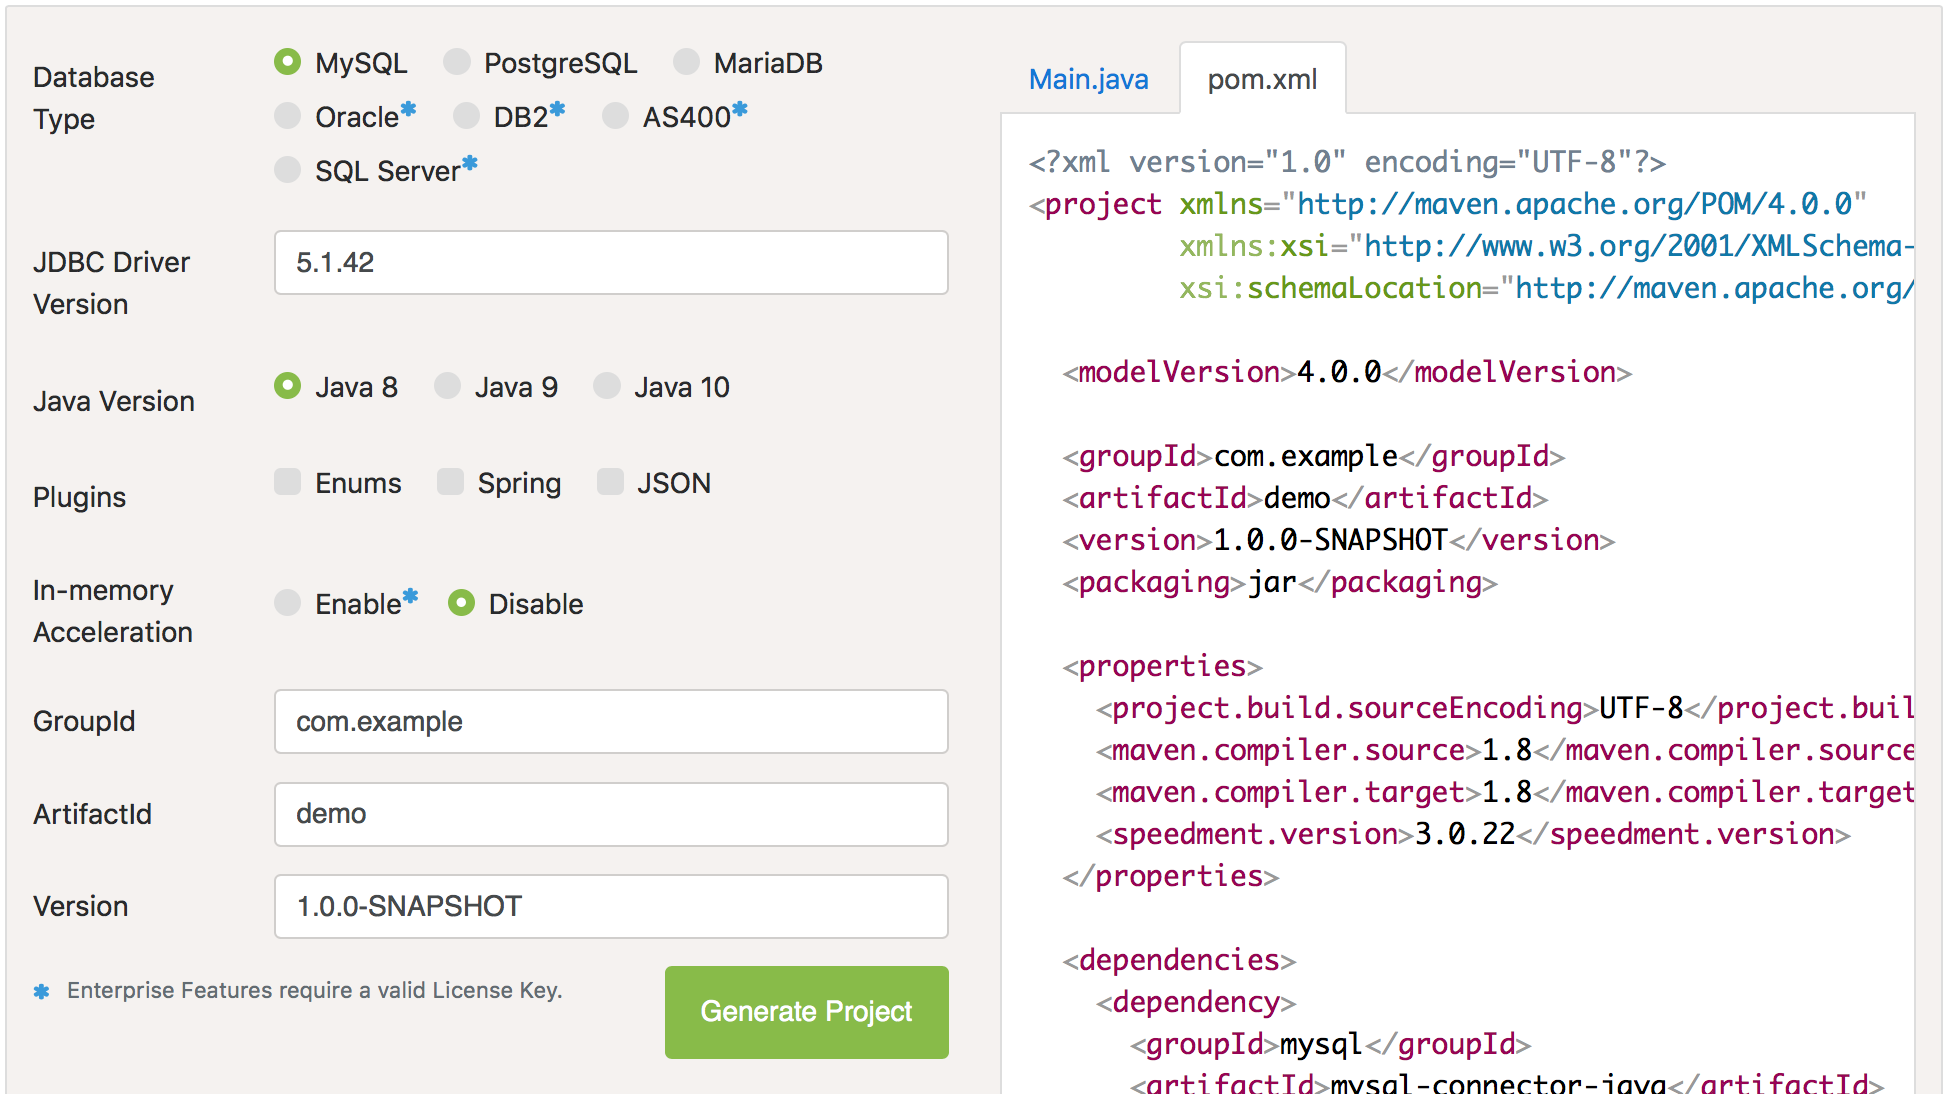 Database
Type
MySQL PostgreSQL MariaDB
Oracle* DB2* AS400*
SQL Server*
JDBC Driver
Version
5.1.42
Java Version
Java 8 Java 9 Java 10
Plugins
Enums Spring JSON
In-memory
Acceleration
Enable* Disable
GroupId
com.example
ArtifactId
demo
Version
1.0.0-SNAPSHOT
* Enterprise Features require a valid License Key.
Generate Project
Main.java pom.xml
<?xml version="1.0" encoding="UTF-8"?>
<project xmlns="http://maven.apache.org/POM/4.0.0"
xmlns:xsi="http://www.w3.org/2001/XMLSchema-
xsi:schemaLocation="http://maven.apache.org/
<modelVersion>4.0.0</modelVersion>
<groupId>com.example</groupId>
<artifactId>demo</artifactId>
<version>1.0.0-SNAPSHOT</version>
<packaging>jar</packaging>
<properties>
<project.build.sourceEncoding>UTF-8</project.buil
<maven.compiler.source>1.8</maven.compiler.source
<maven.compiler.target>1.8</maven.compiler.target
<speedment.version>3.0.22</speedment.version>
</properties>
<dependencies>
<dependency>
<groupId>mysql</groupId>
<artifactId>mysql-connector-java</artifactId>